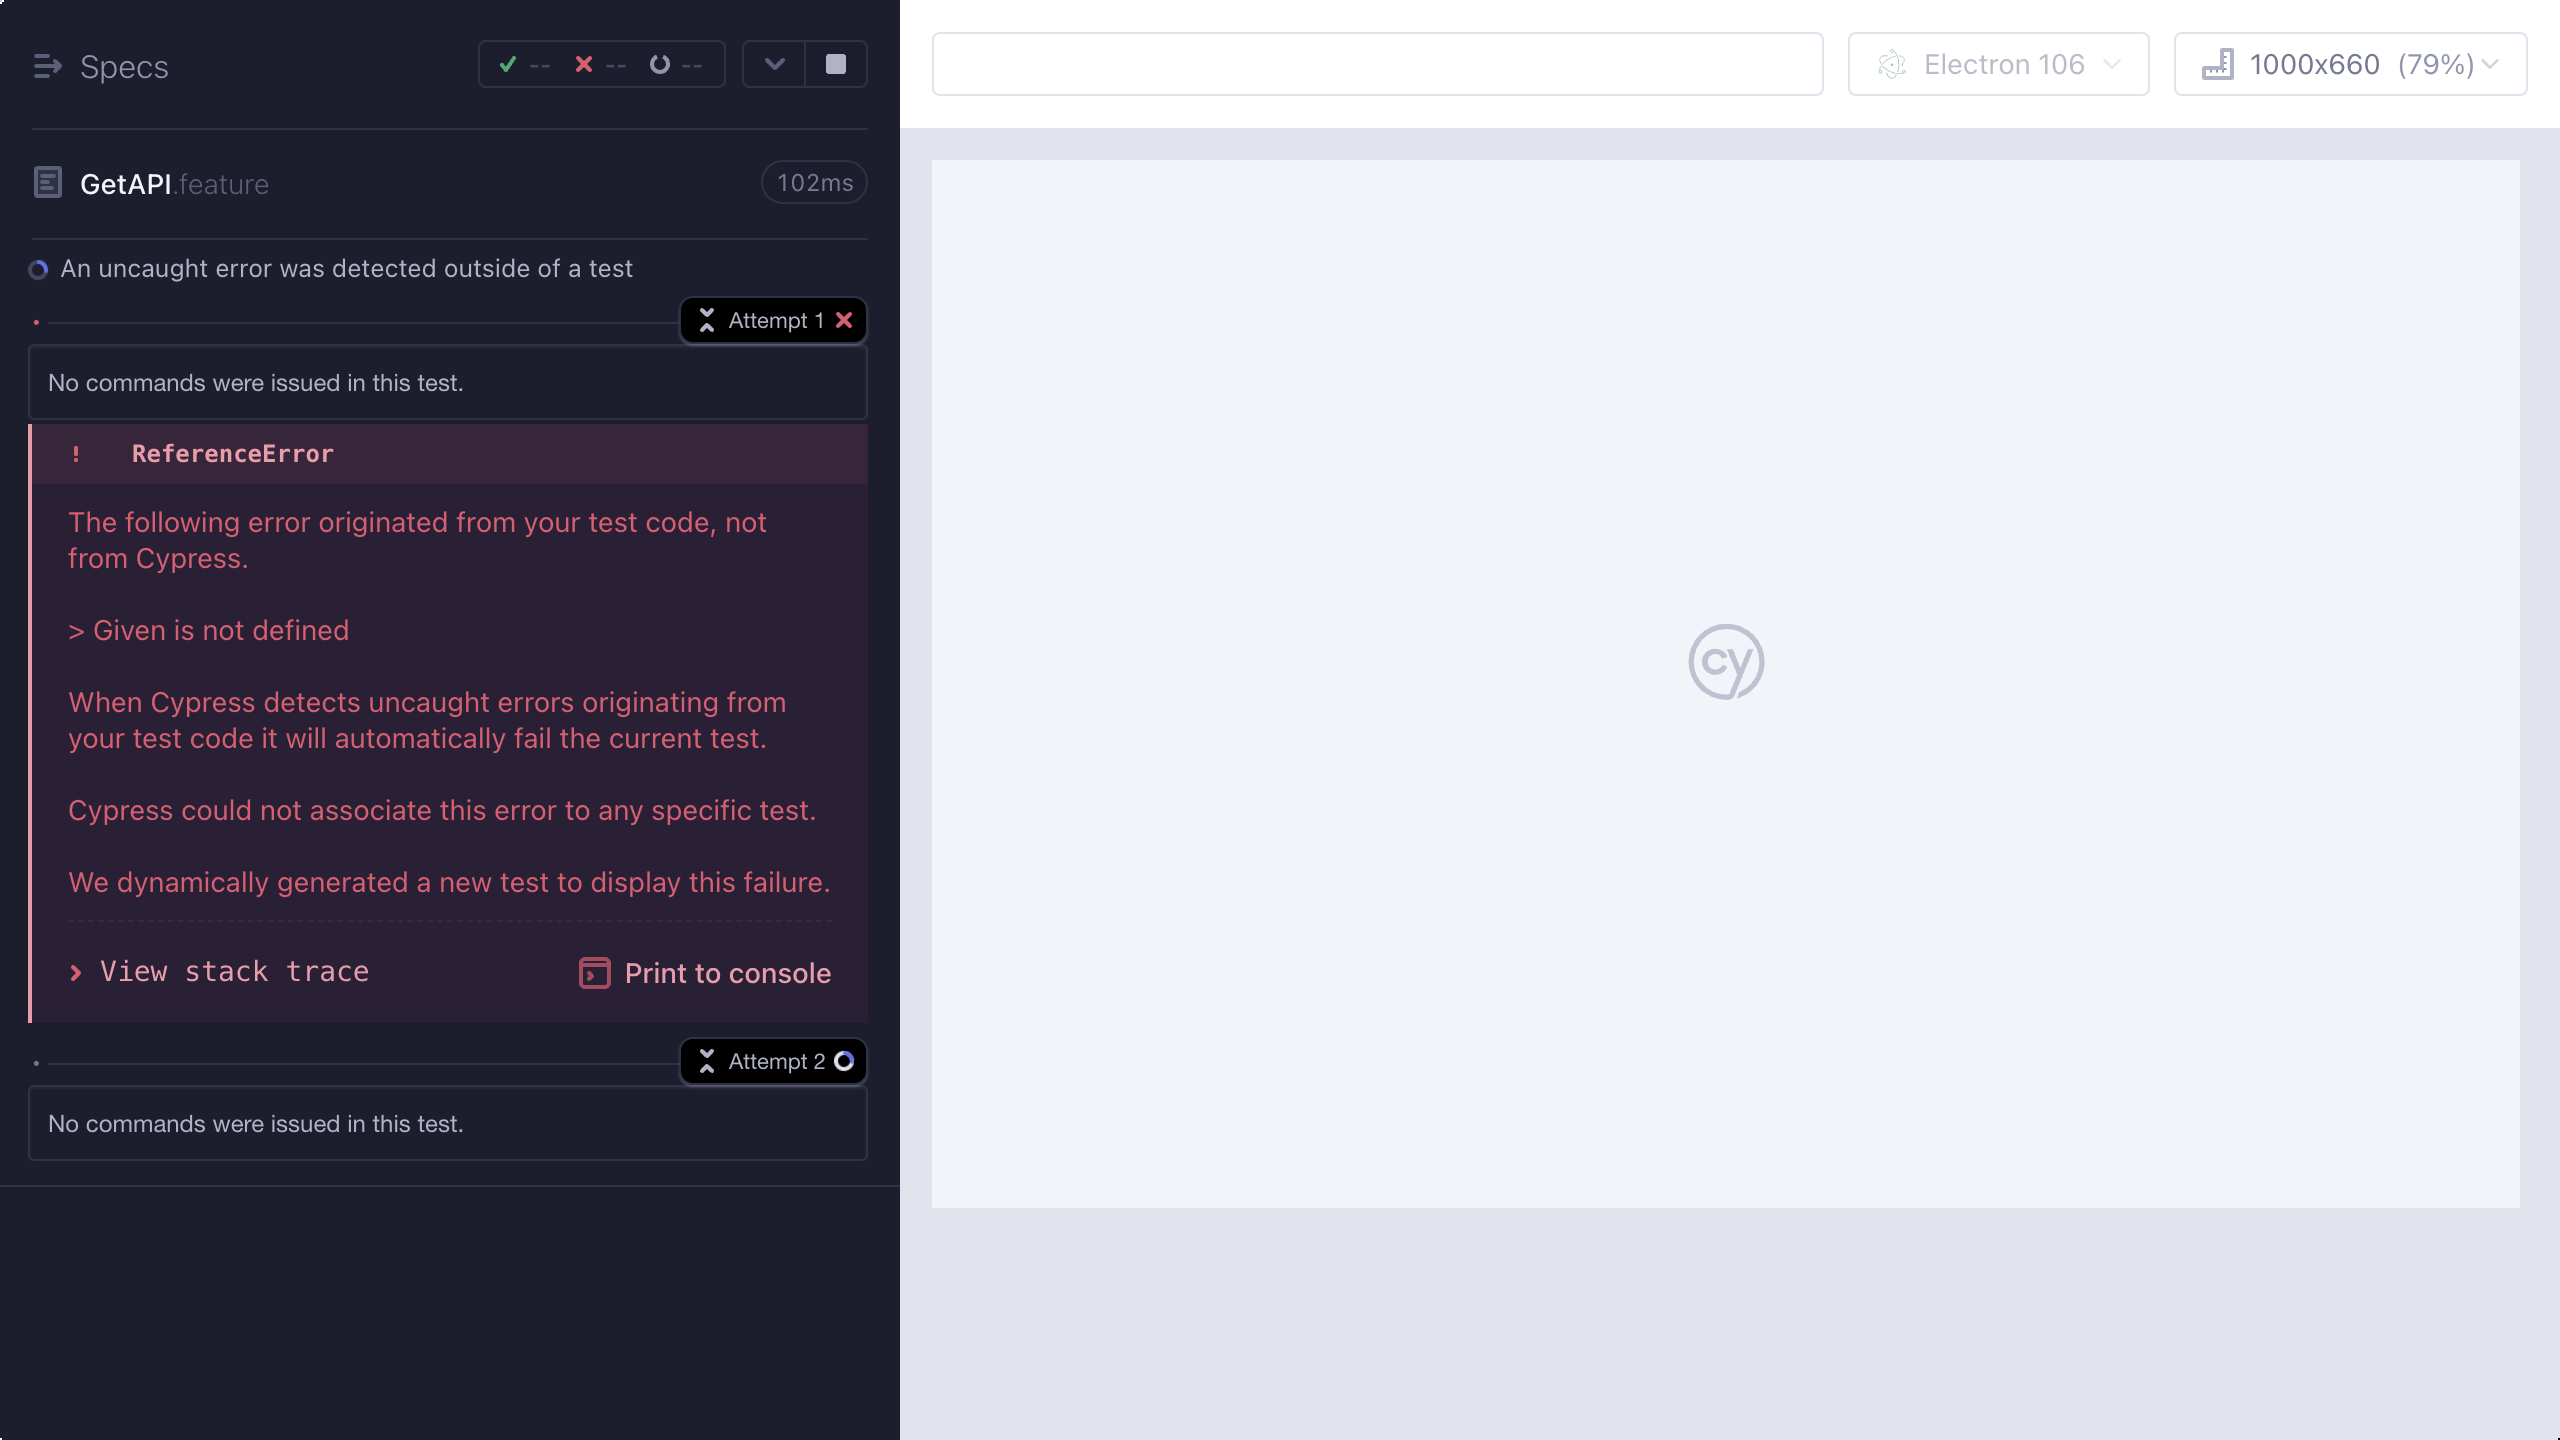 Specs
-- -- --
GetAPI.feature
102ms
An uncaught error was detected outside of a test
Attempt 1
No commands were issued in this test.
! ReferenceError
The following error originated from your test code, not
from Cypress.
> Given is not defined
When Cypress detects uncaught errors originating from
your test code it will automatically fail the current test.
Cypress could not associate this error to any specific test.
We dynamically generated a new test to display this failure.
View stack trace
Print to console
Attempt 2
No commands were issued in this test.
Electron 106
1000x660 (79%)
cy